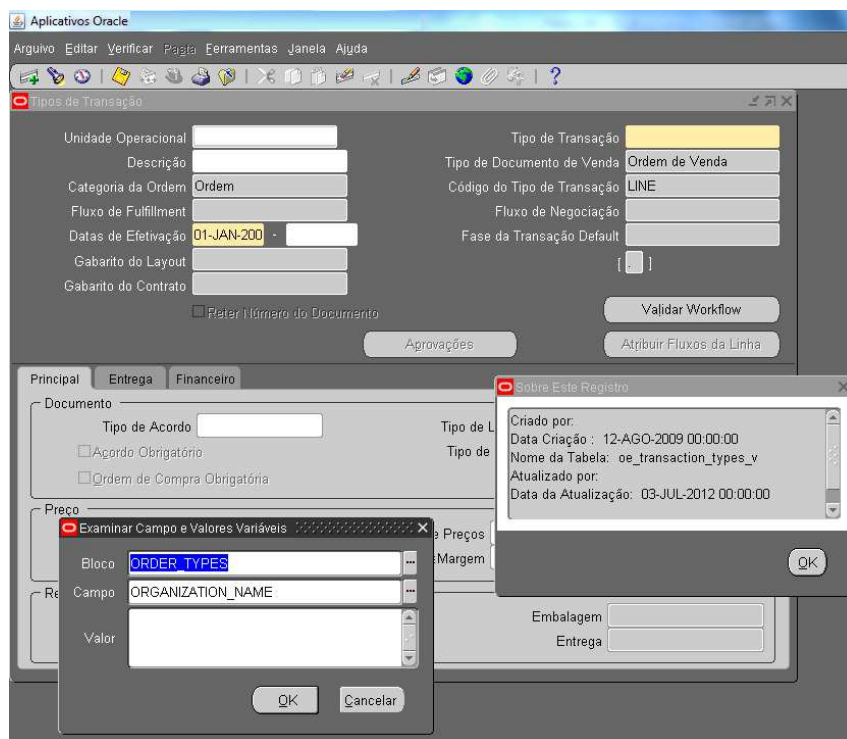 Aplicativos Oracle
Arquivo Editar Verificar Pasta Ferramentas Janela Ajuda
Tipos de Transação
Unidade Operacional
Tipo de Transação
Descrição
Tipo de Documento de Venda Ordem de Venda
Categoria da Ordem Ordem
Código do Tipo de Transação LINE
Fluxo de Fulfillment
Fluxo de Negociação
Datas de Efetivação 01-JAN-200 -
Fase da Transação Default
Gabarito do Layout
[ . ]
Gabarito do Contrato
Reter Número do Documento
Validar Workflow
Aprovações
Atribuir Fluxos da Linha
Principal Entrega Financeiro
Documento
Tipo de Acordo
Tipo de L
Acordo Obrigatório
Tipo de
Ordem de Compra Obrigatória
Preço
e Preços
Margem
Re
Embalagem
Entrega
Sobre Este Registro
Criado por:
Data Criação : 12-AGO-2009 00:00:00
Nome da Tabela: oe_transaction_types_v
Atualizado por:
Data da Atualização: 03-JUL-2012 00:00:00
OK
Examinar Campo e Valores Variáveis
Bloco ORDER_TYPES
Campo ORGANIZATION_NAME
Valor
OK Cancelar